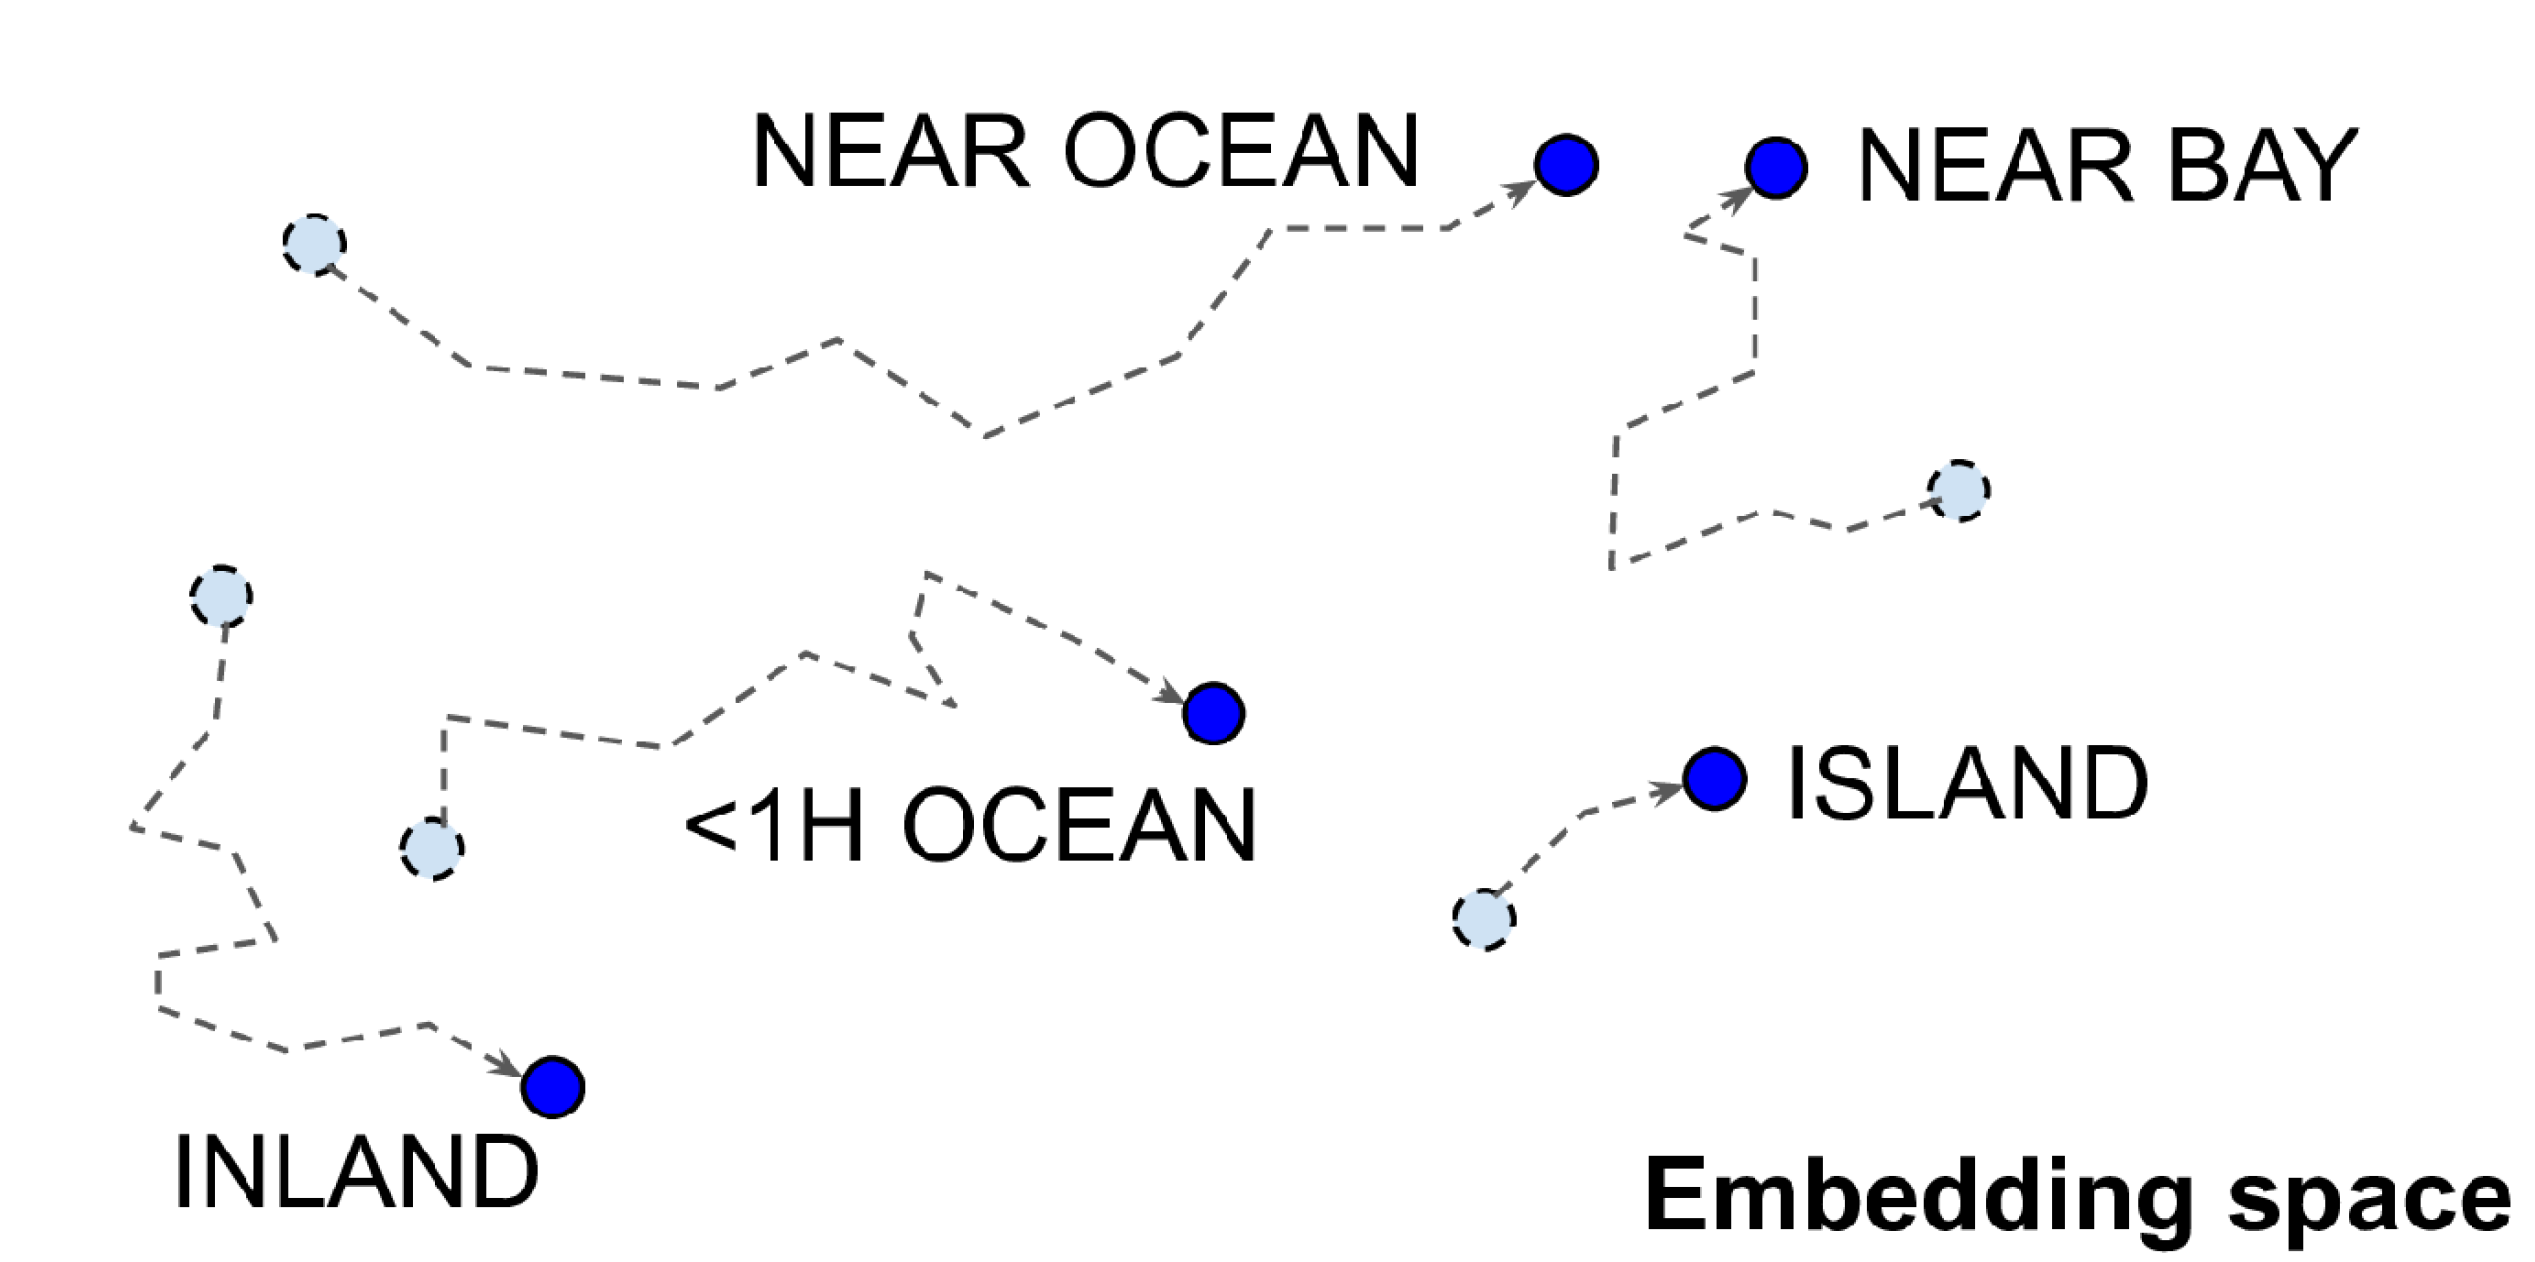 NEAR OCEAN
NEAR BAY
<1H OCEAN
ISLAND
INLAND
Embedding space